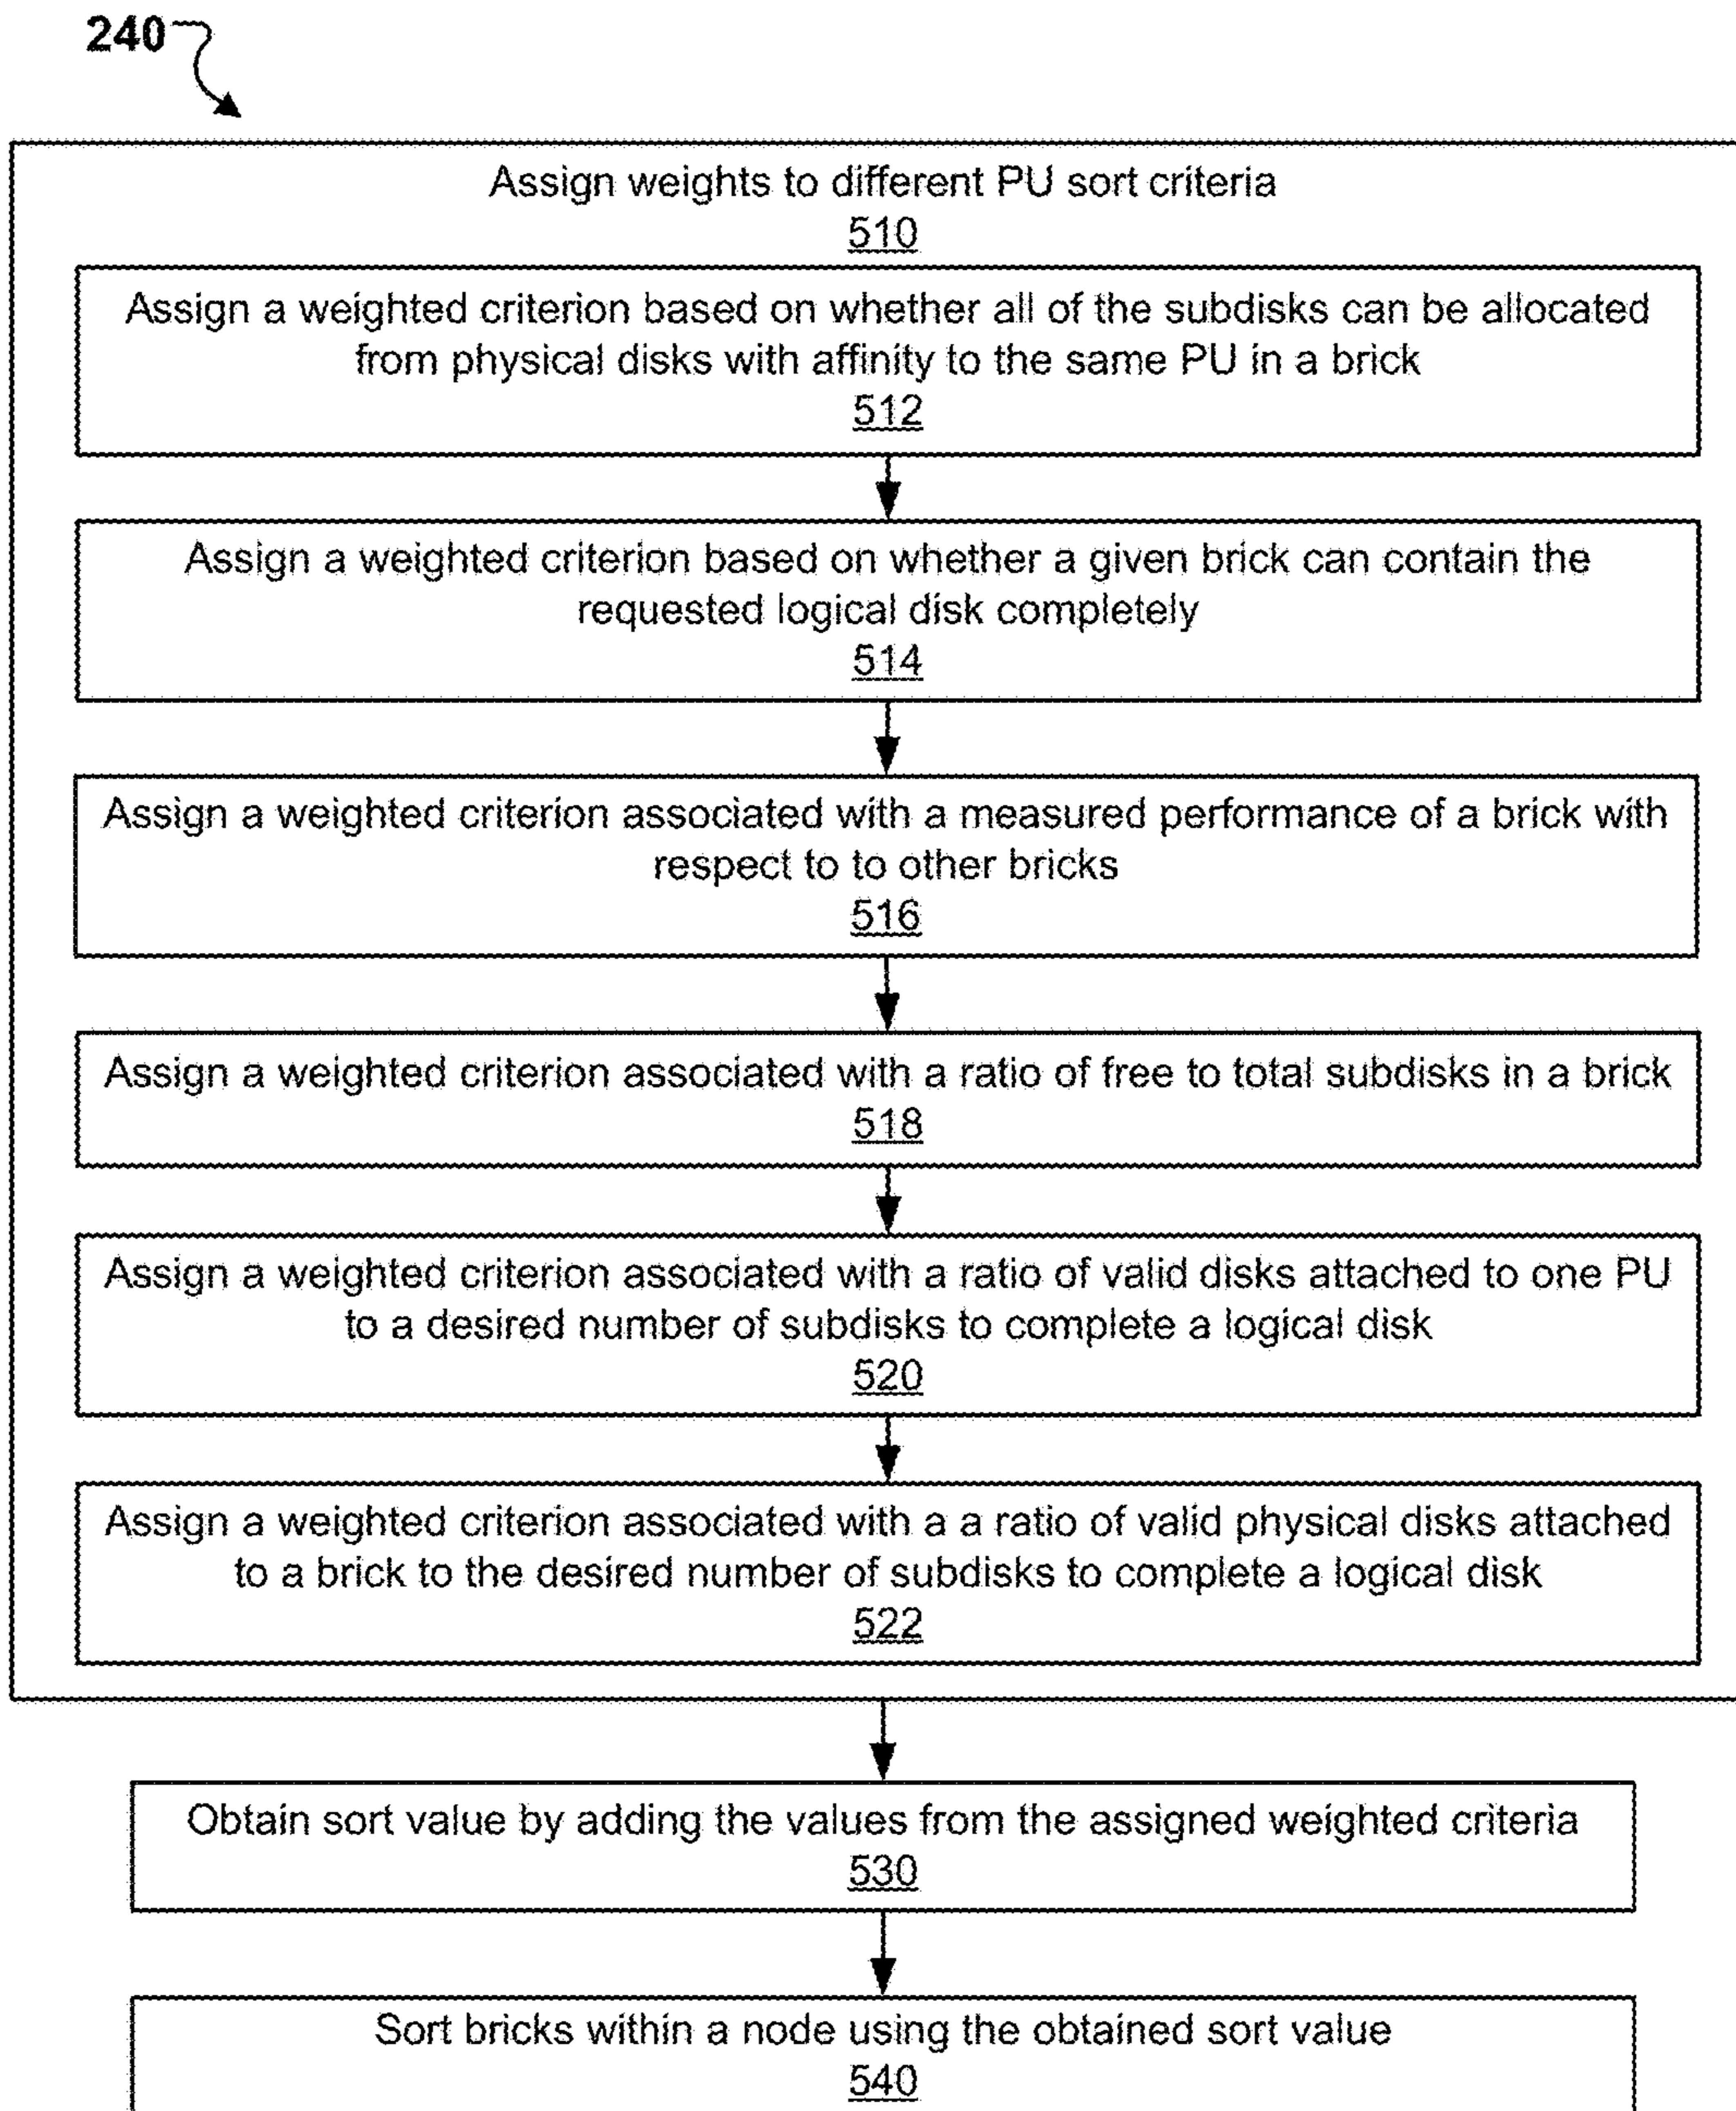 240
Assign weights to different PU sort criteria
510
Assign a weighted criterion based on whether all of the subdisks can be allocated
from physical disks with affinity to the same PU in a brick
512
Assign a weighted criterion based on whether a given brick can contain the
requested logical disk completely
514
Assign a weighted criterion associated with a measured performance of a brick with
respect to to other bricks
516
Assign a weighted criterion associated with a ratio of free to total subdisks in a brick
518
Assign a weighted criterion associated with a ratio of valid disks attached to one PU
to a desired number of subdisks to complete a logical disk
520
Assign a weighted criterion associated with a a ratio of valid physical disks attached
to a brick to the desired number of subdisks to complete a logical disk
522
Obtain sort value by adding the values from the assigned weighted criteria
530
Sort bricks within a node using the obtained sort value
540